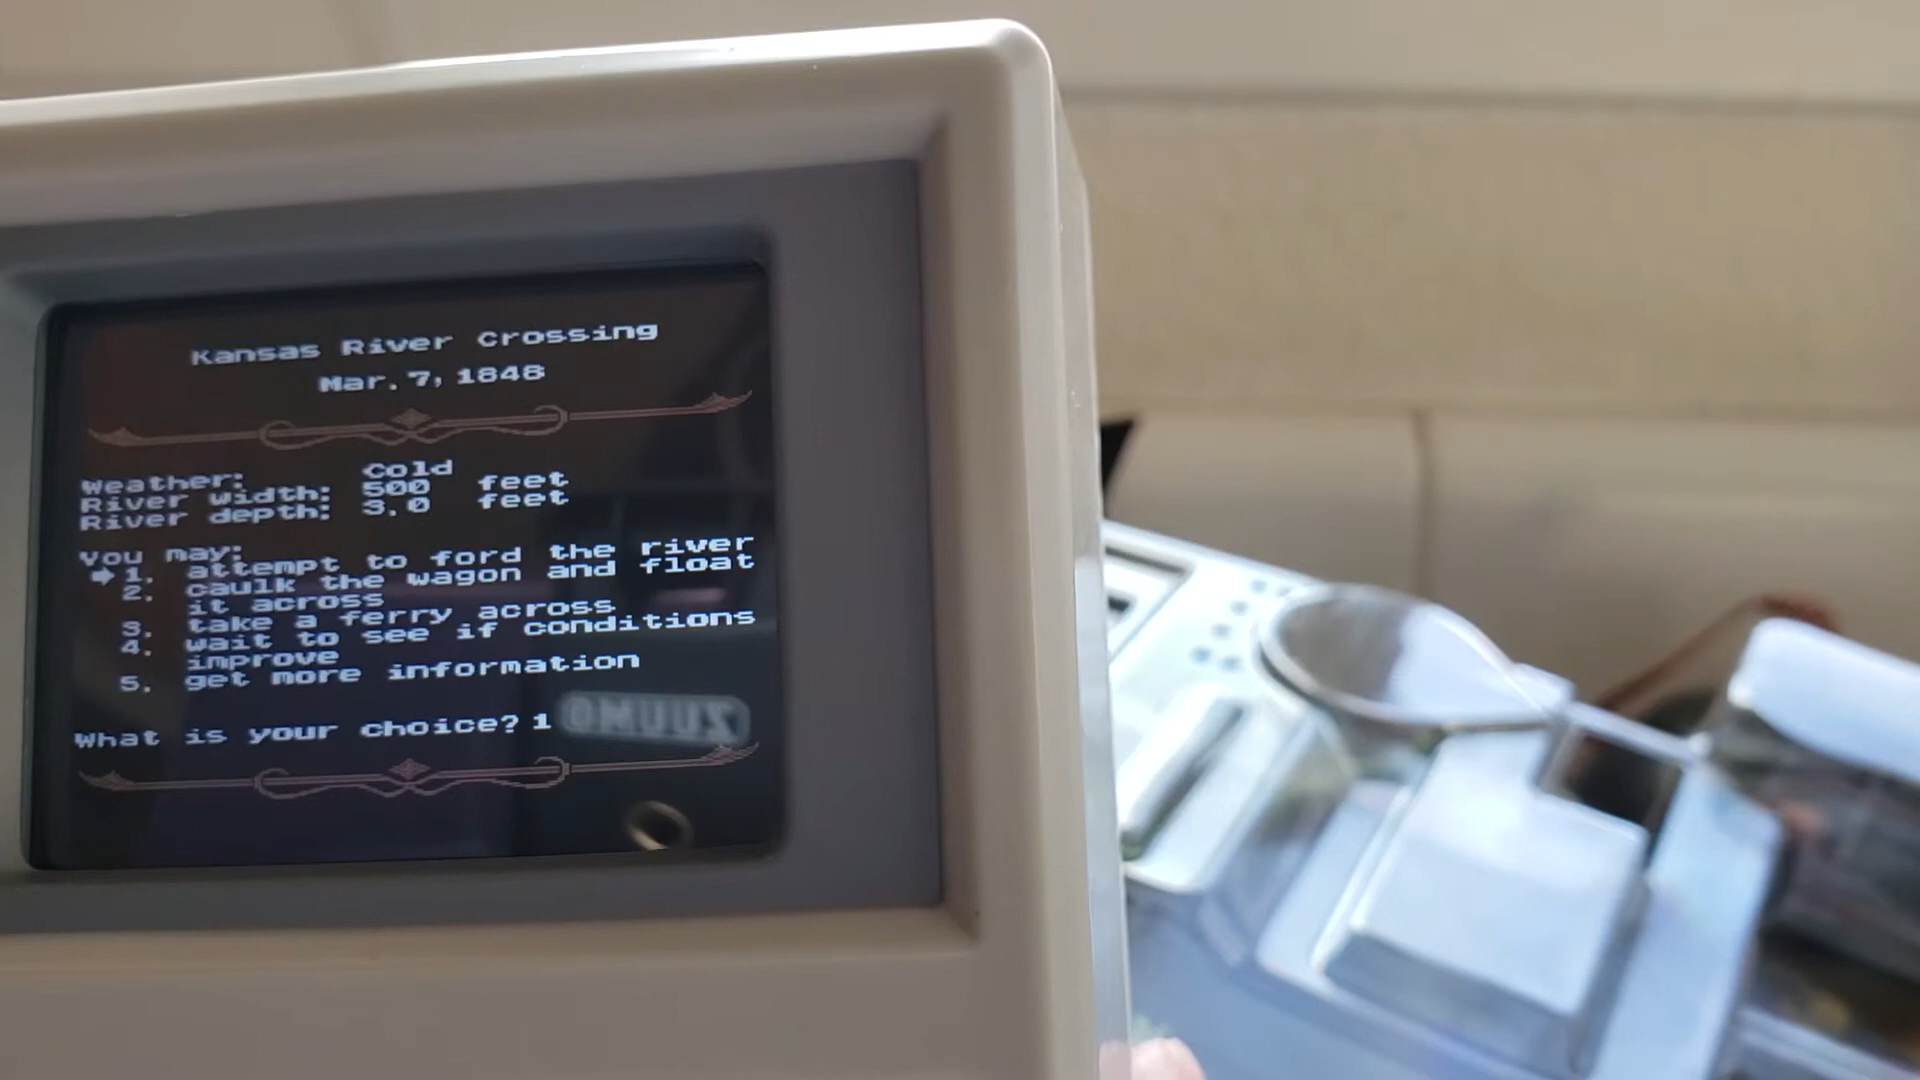 Kansas River Crossing
Mar. 7, 1848
Weather: Cold
River width: 500 feet
River depth: 3.0 feet
You may:
1. attempt to ford the river
2. caulk the wagon and float
it across
3. take a ferry across
4. wait to see if conditions
improve
5. get more information
What is your choice? 1